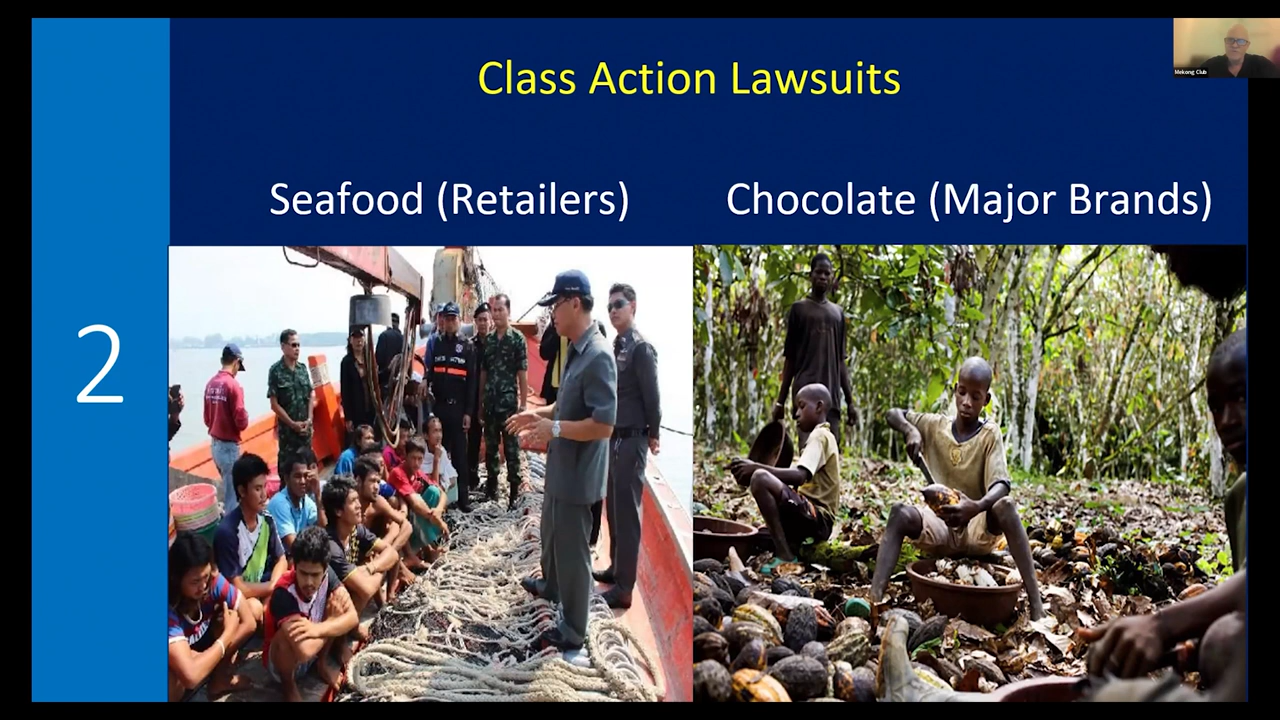 Class Action Lawsuits
Mekong Club
Seafood (Retailers)
Chocolate (Major Brands)
2